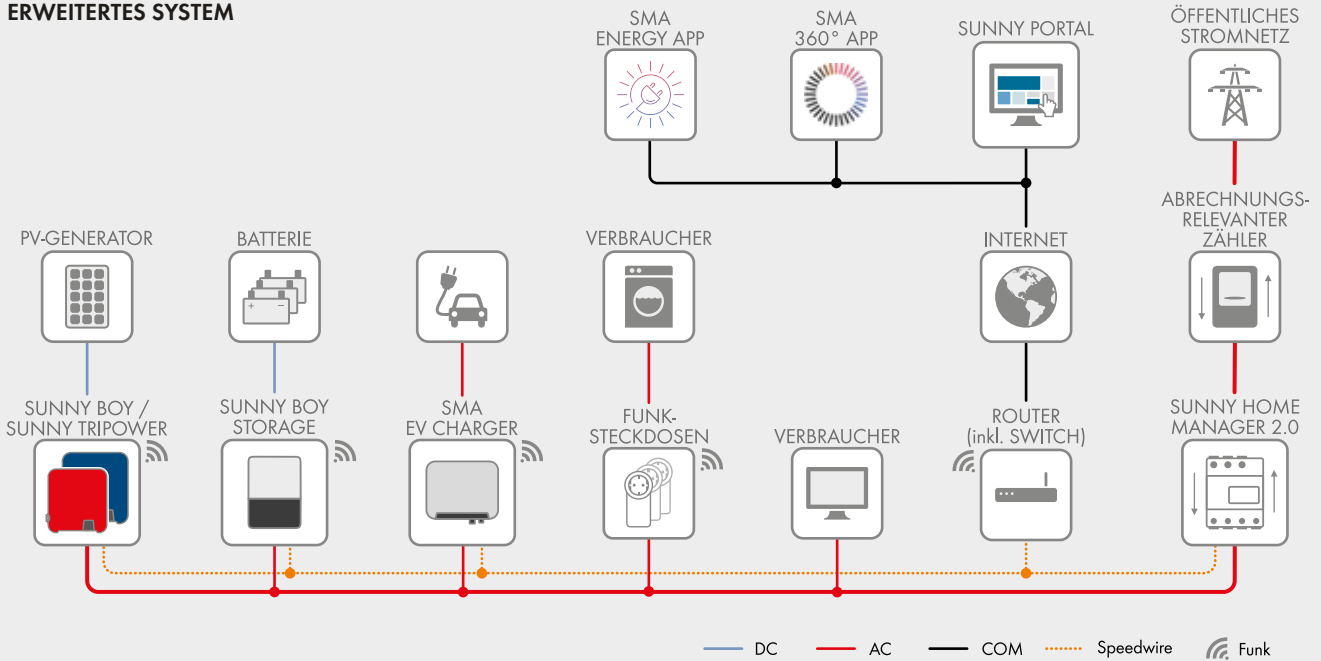 ERWEITERTES SYSTEM
SMA
ENERGY APP
SMA
360° APP
SUNNY PORTAL
ÖFFENTLICHES
STROMNETZ
ABRECHNUNGS-
RELEVANTER
ZÄHLER
PV-GENERATOR
BATTERIE
VERBRAUCHER
INTERNET
SUNNY BOY /
SUNNY TRIPOWER
SUNNY BOY
STORAGE
SMA
EV CHARGER
FUNK-
STECKDOSEN
VERBRAUCHER
ROUTER
(inkl. SWITCH)
SUNNY HOME
MANAGER 2.0
DC
AC
COM
Speedwire
Funk